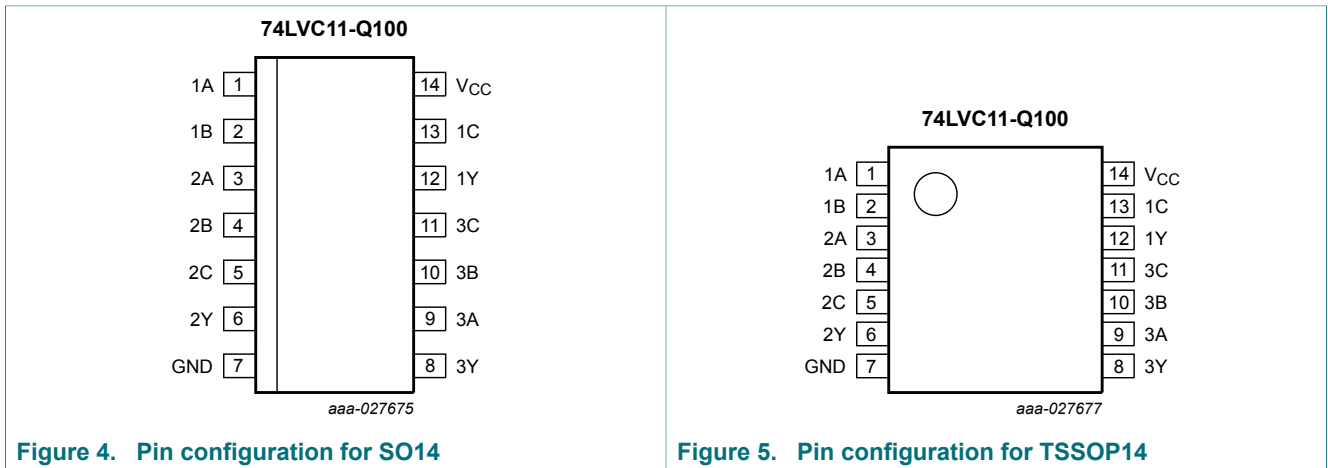 74LVC11-Q100
1A 1 14 VCC
1B 2 13 1C
2A 3 12 1Y
2B 4 11 3C
2C 5 10 3B
2Y 6 9 3A
GND 7 8 3Y
aaa-027675
Figure 4. Pin configuration for SO14
74LVC11-Q100
1A 1 14 VCC
1B 2 13 1C
2A 3 12 1Y
2B 4 11 3C
2C 5 10 3B
2Y 6 9 3A
GND 7 8 3Y
aaa-027677
Figure 5. Pin configuration for TSSOP14